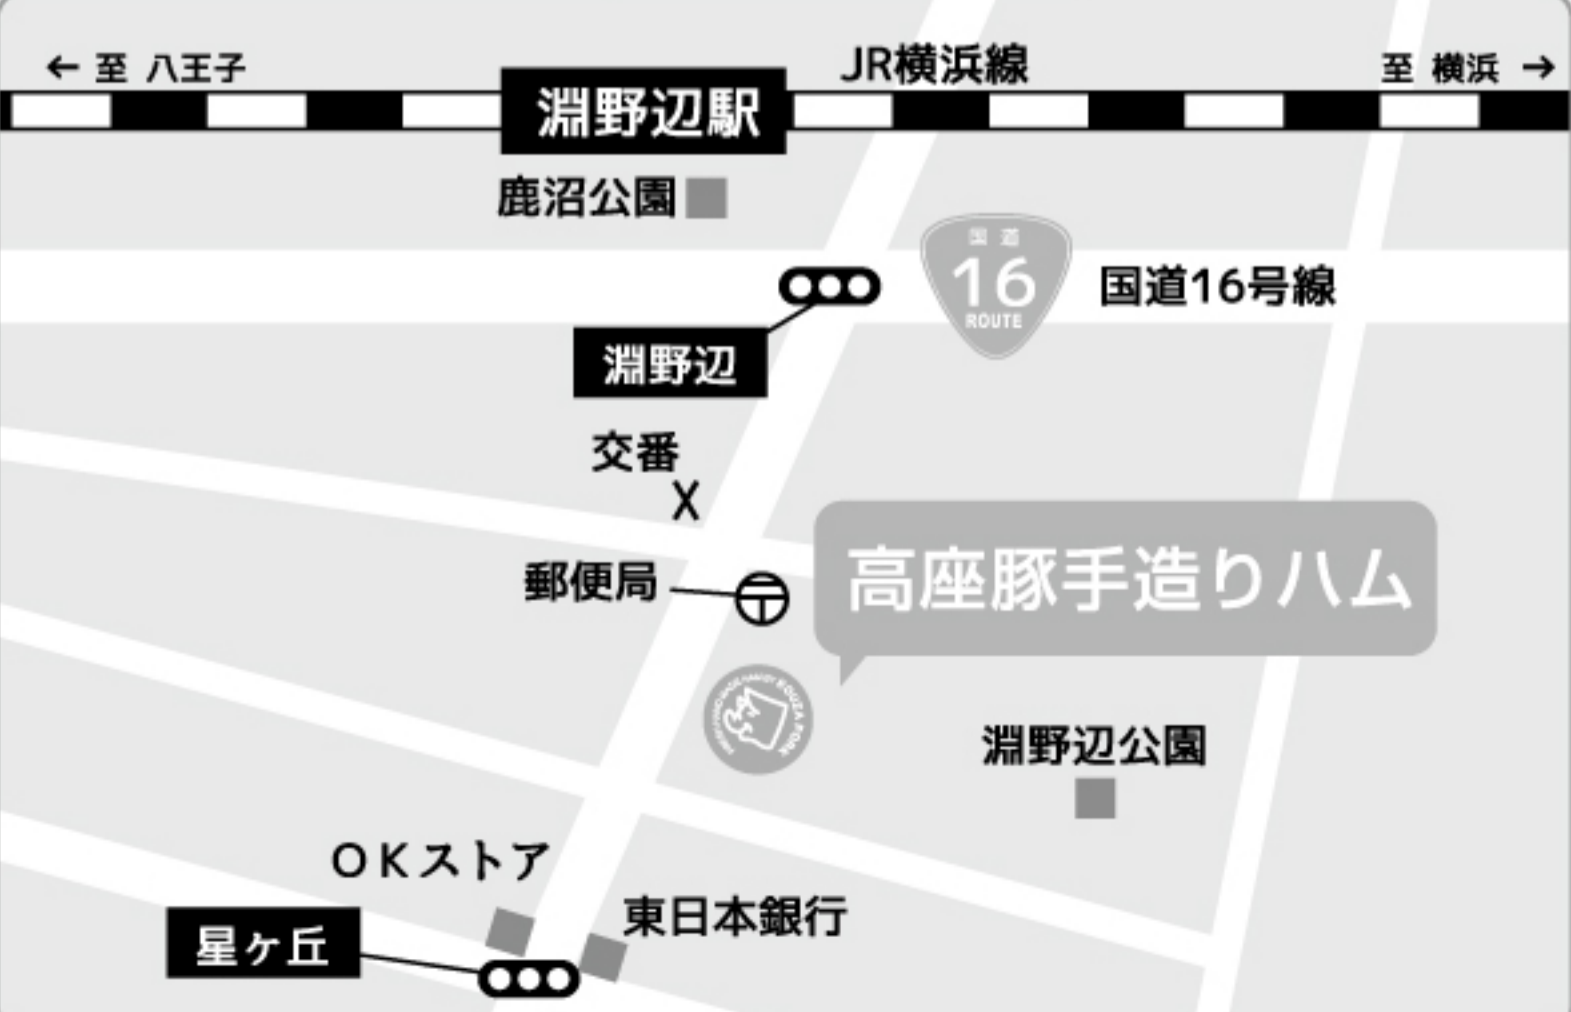 ← 至 八王子
JR横浜線
至 横浜 →
淵野辺駅
鹿沼公園
国道
16
ROUTE
国道16号線
淵野辺
交番
X
郵便局
高座豚手造りハム
KOUZA PORK
淵野辺公園
OKストア
東日本銀行
星ヶ丘